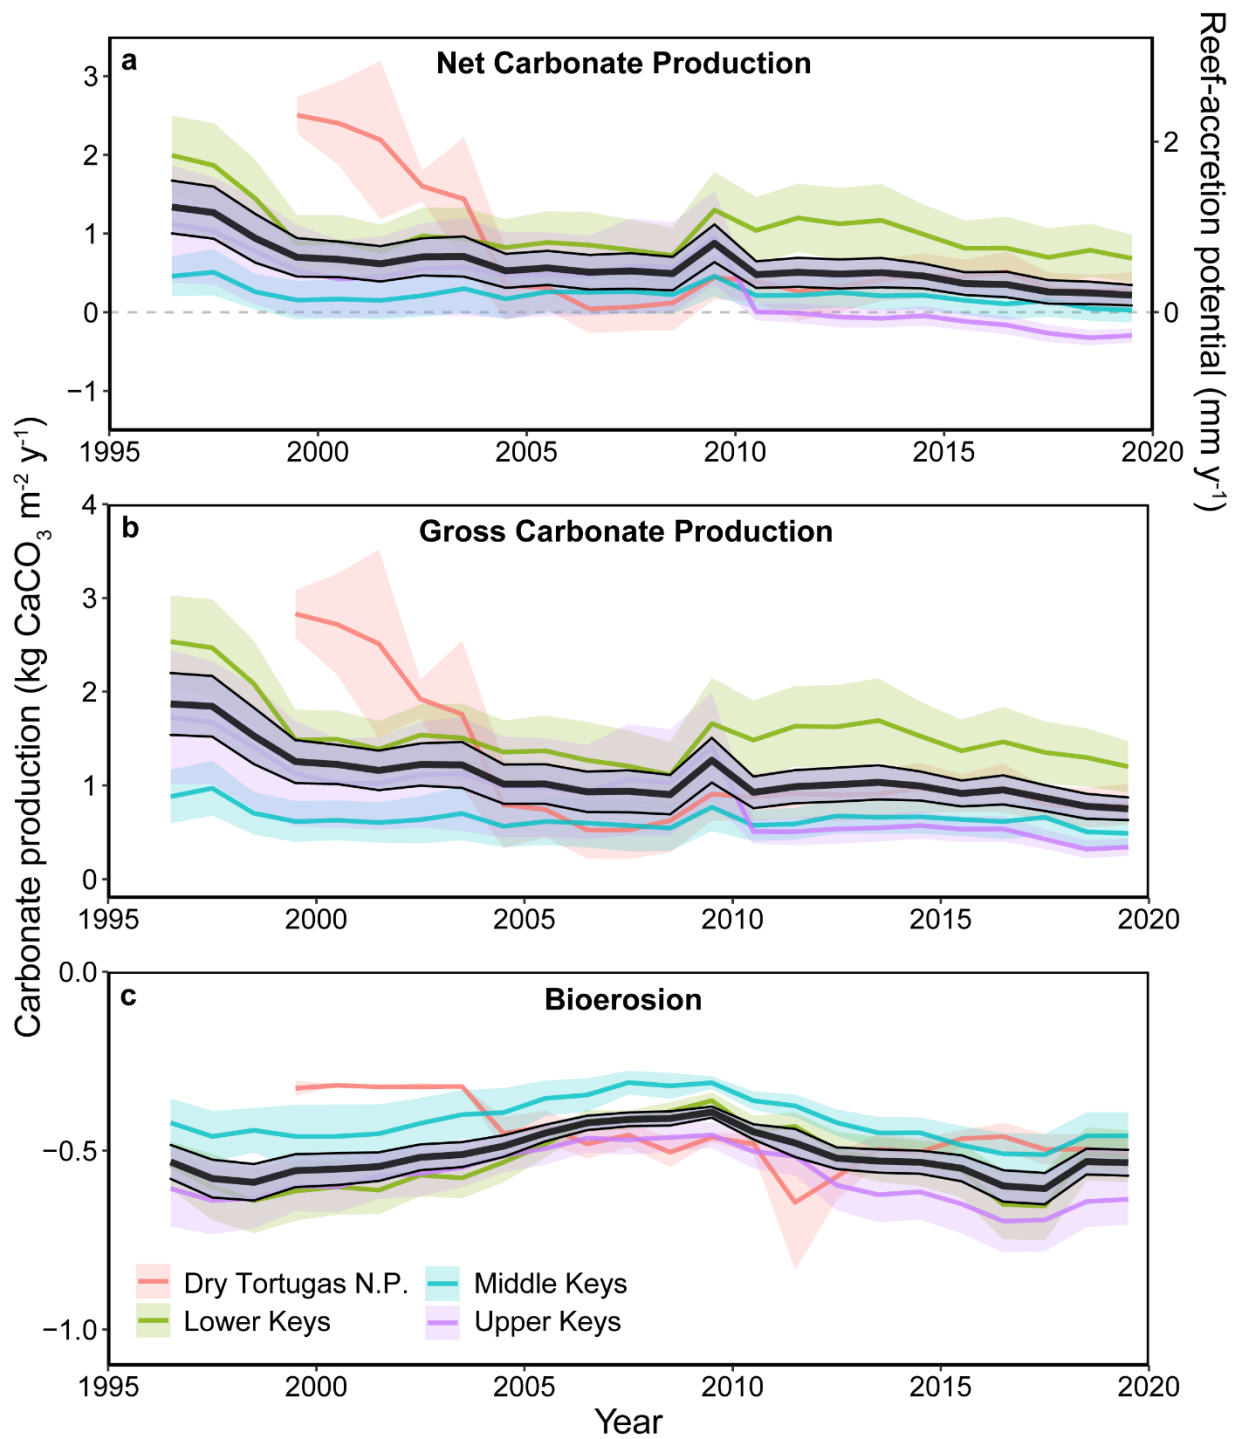 a
Net Carbonate Production
3
2
1
0
−1
2
0
1995 2000 2005 2010 2015 2020
Reef-accretion potential (mm y⁻¹)
Carbonate production (kg CaCO₃ m⁻² y⁻¹)
b
Gross Carbonate Production
4
3
2
1
0
1995 2000 2005 2010 2015 2020
c
Bioerosion
0.0
−0.5
−1.0
Dry Tortugas N.P. Middle Keys
Lower Keys Upper Keys
1995 2000 2005 2010 2015 2020
Year